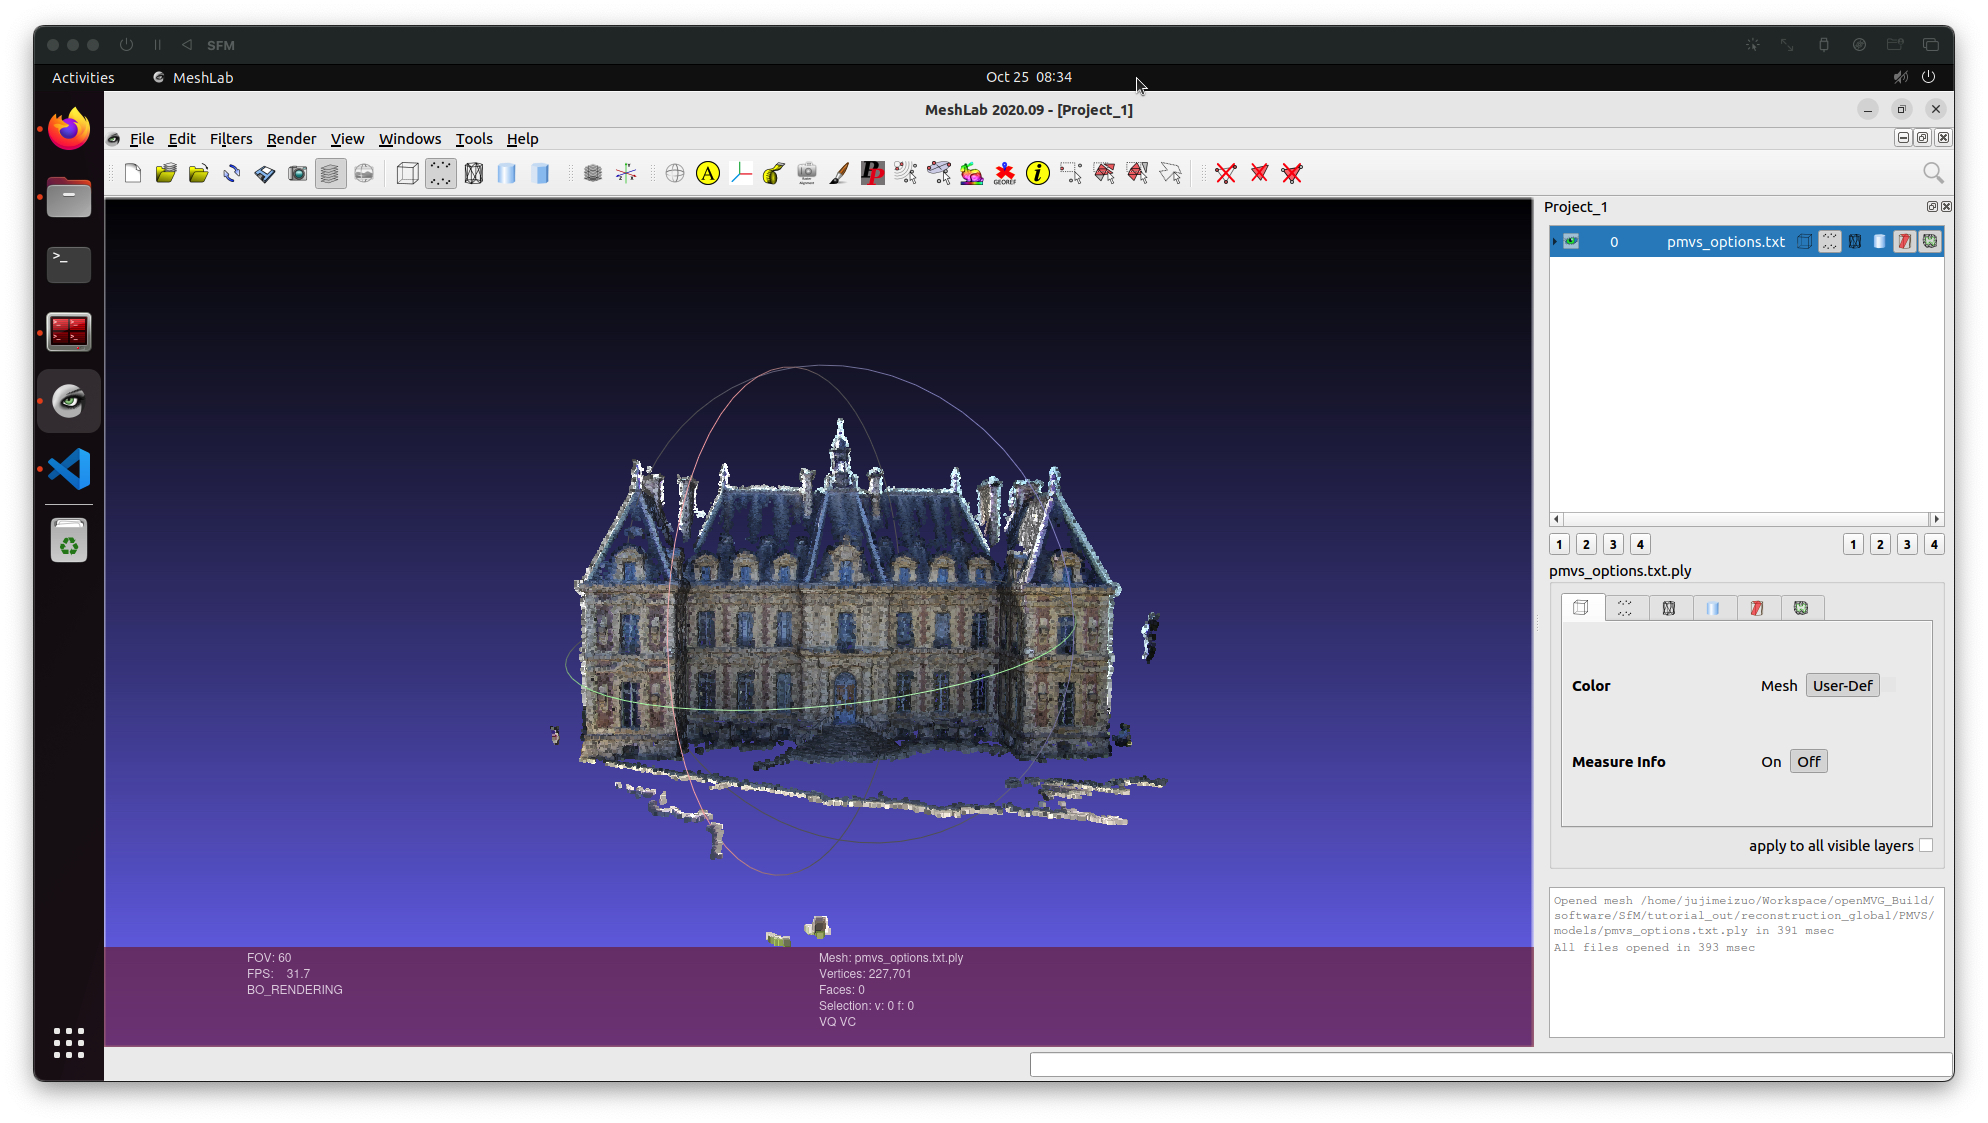 SFM
Activities
MeshLab
Oct 25 08:34
MeshLab 2020.09 - [Project_1]
File Edit Filters Render View Windows Tools Help
A
PP
GEOREF
i
Project_1
0 pmvs_options.txt
1 2 3 4
1 2 3 4
pmvs_options.txt.ply
Color
Mesh User-Def
Measure Info
On Off
apply to all visible layers
Opened mesh /home/jujimeizuo/Workspace/openMVG_Build/
software/SfM/tutorial_out/reconstruction_global/PMVS/
models/pmvs_options.txt.ply in 391 msec
All files opened in 393 msec
FOV: 60
FPS: 31.7
BO_RENDERING
Mesh: pmvs_options.txt.ply
Vertices: 227,701
Faces: 0
Selection: v: 0 f: 0
VQ VC